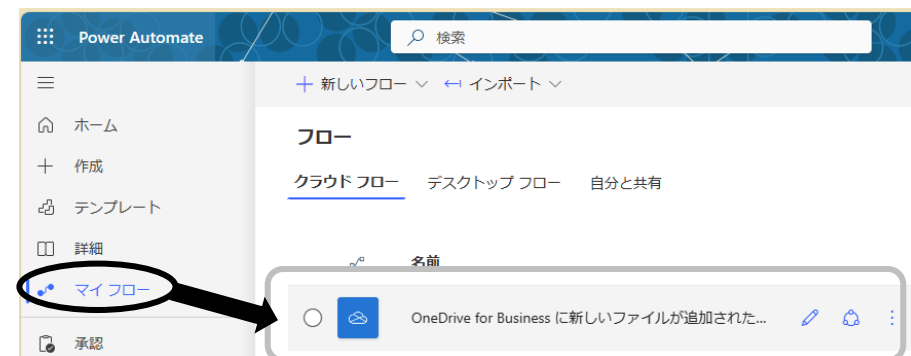 Power Automate
検索
ホーム
作成
テンプレート
詳細
マイ フロー
承認
新しいフロー
インポート
フロー
クラウド フロー デスクトップ フロー 自分と共有
名前
OneDrive for Business に新しいファイルが追加された...